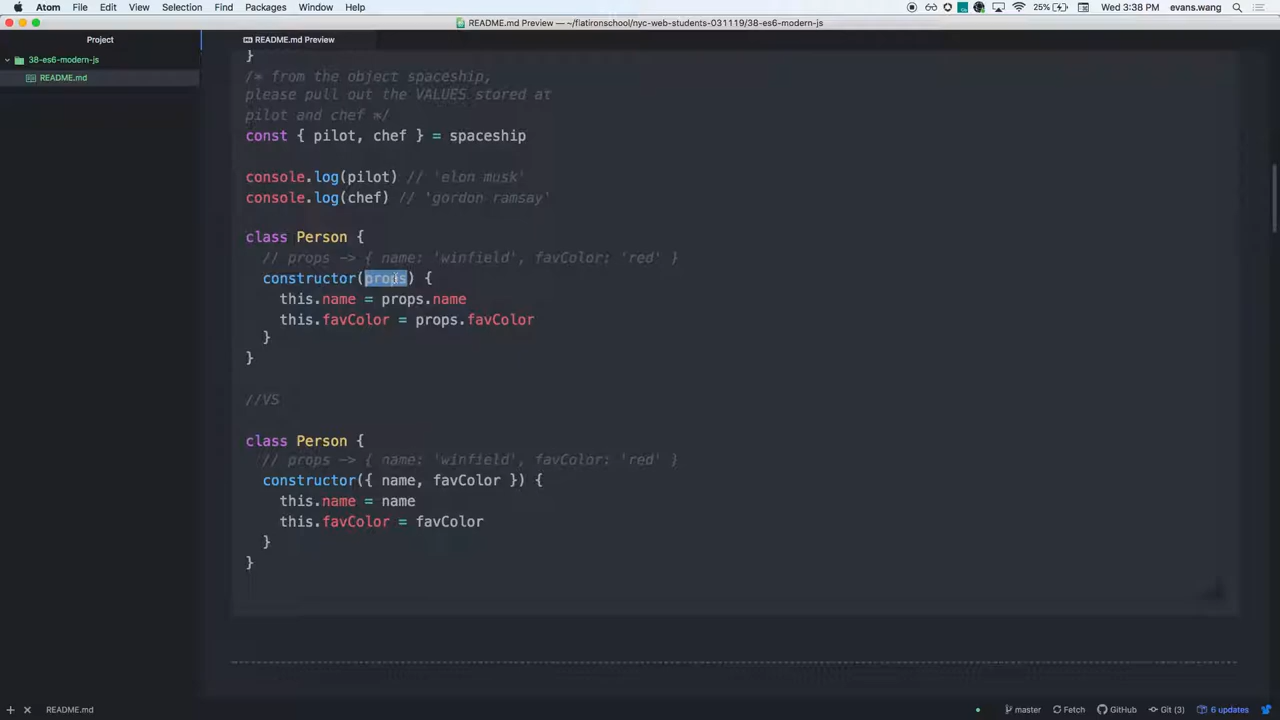 Atom File Edit View Selection Find Packages Window Help 25% Wed 3:38 PM evans.wang
README.md Preview — ~/flatironschool/nyc-web-students-031119/38-es6-modern-js
Project
README.md Preview
38-es6-modern-js
README.md
}
/* from the object spaceship,
please pull out the VALUES stored at
pilot and chef */
const { pilot, chef } = spaceship
console.log(pilot) // 'elon musk'
console.log(chef) // 'gordon ramsay'
class Person {
// props -> { name: 'winfield', favColor: 'red' }
constructor(props) {
this.name = props.name
this.favColor = props.favColor
}
}
//VS
class Person {
// props -> { name: 'winfield', favColor: 'red' }
constructor({ name, favColor }) {
this.name = name
this.favColor = favColor
}
}
README.md master Fetch GitHub Git (3) 6 updates